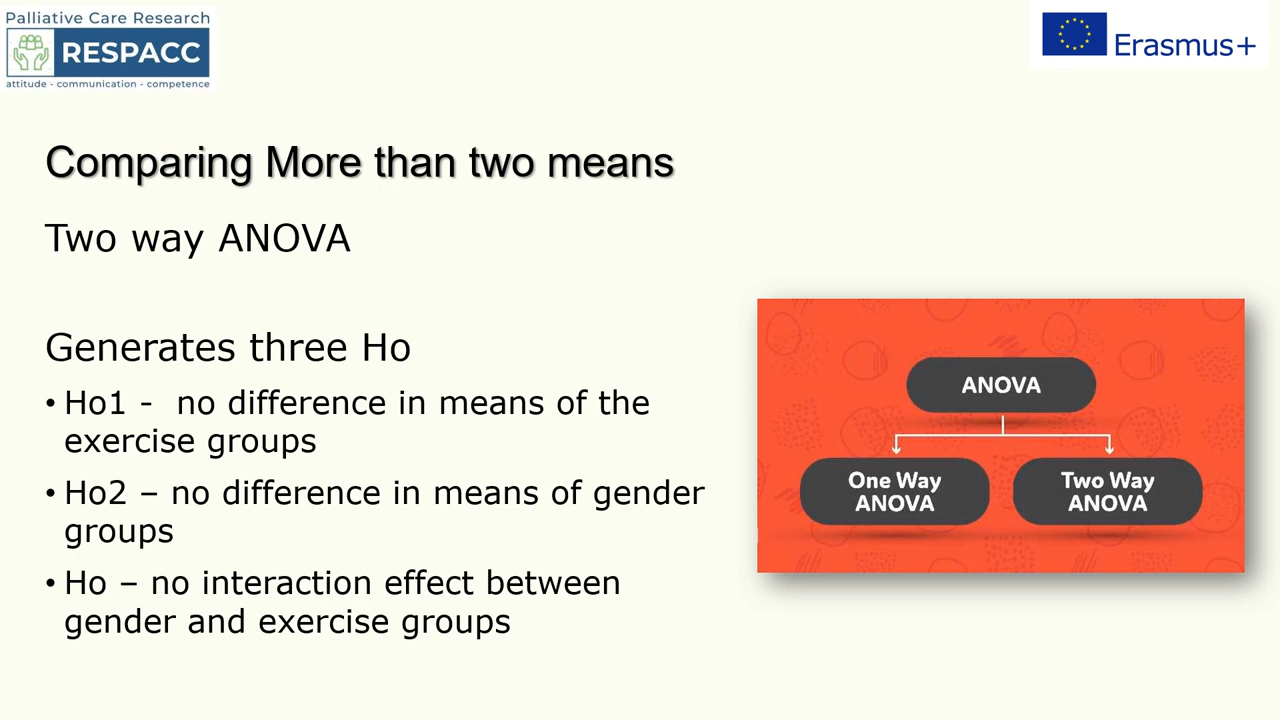 Palliative Care Research
RESPACC
attitude - communication - competence
Erasmus+
Comparing More than two means
Two way ANOVA
Generates three Ho
• Ho1 - no difference in means of the
exercise groups
• Ho2 – no difference in means of gender
groups
• Ho – no interaction effect between
gender and exercise groups
ANOVA
One Way
ANOVA
Two Way
ANOVA